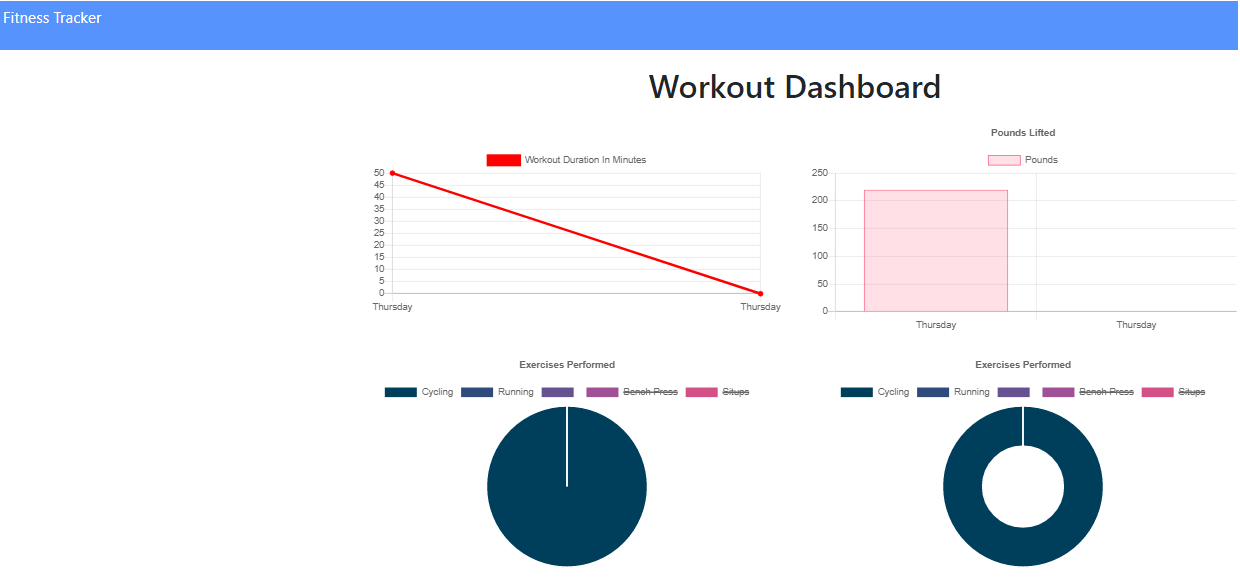 Fitness Tracker
Workout Dashboard
Workout Duration In Minutes
50
45
40
35
30
25
20
15
10
5
0
Thursday Thursday
Pounds Lifted
Pounds
250
200
150
100
50
0
Thursday Thursday
Exercises Performed
Cycling Running Bench Press Situps
Exercises Performed
Cycling Running Bench Press Situps